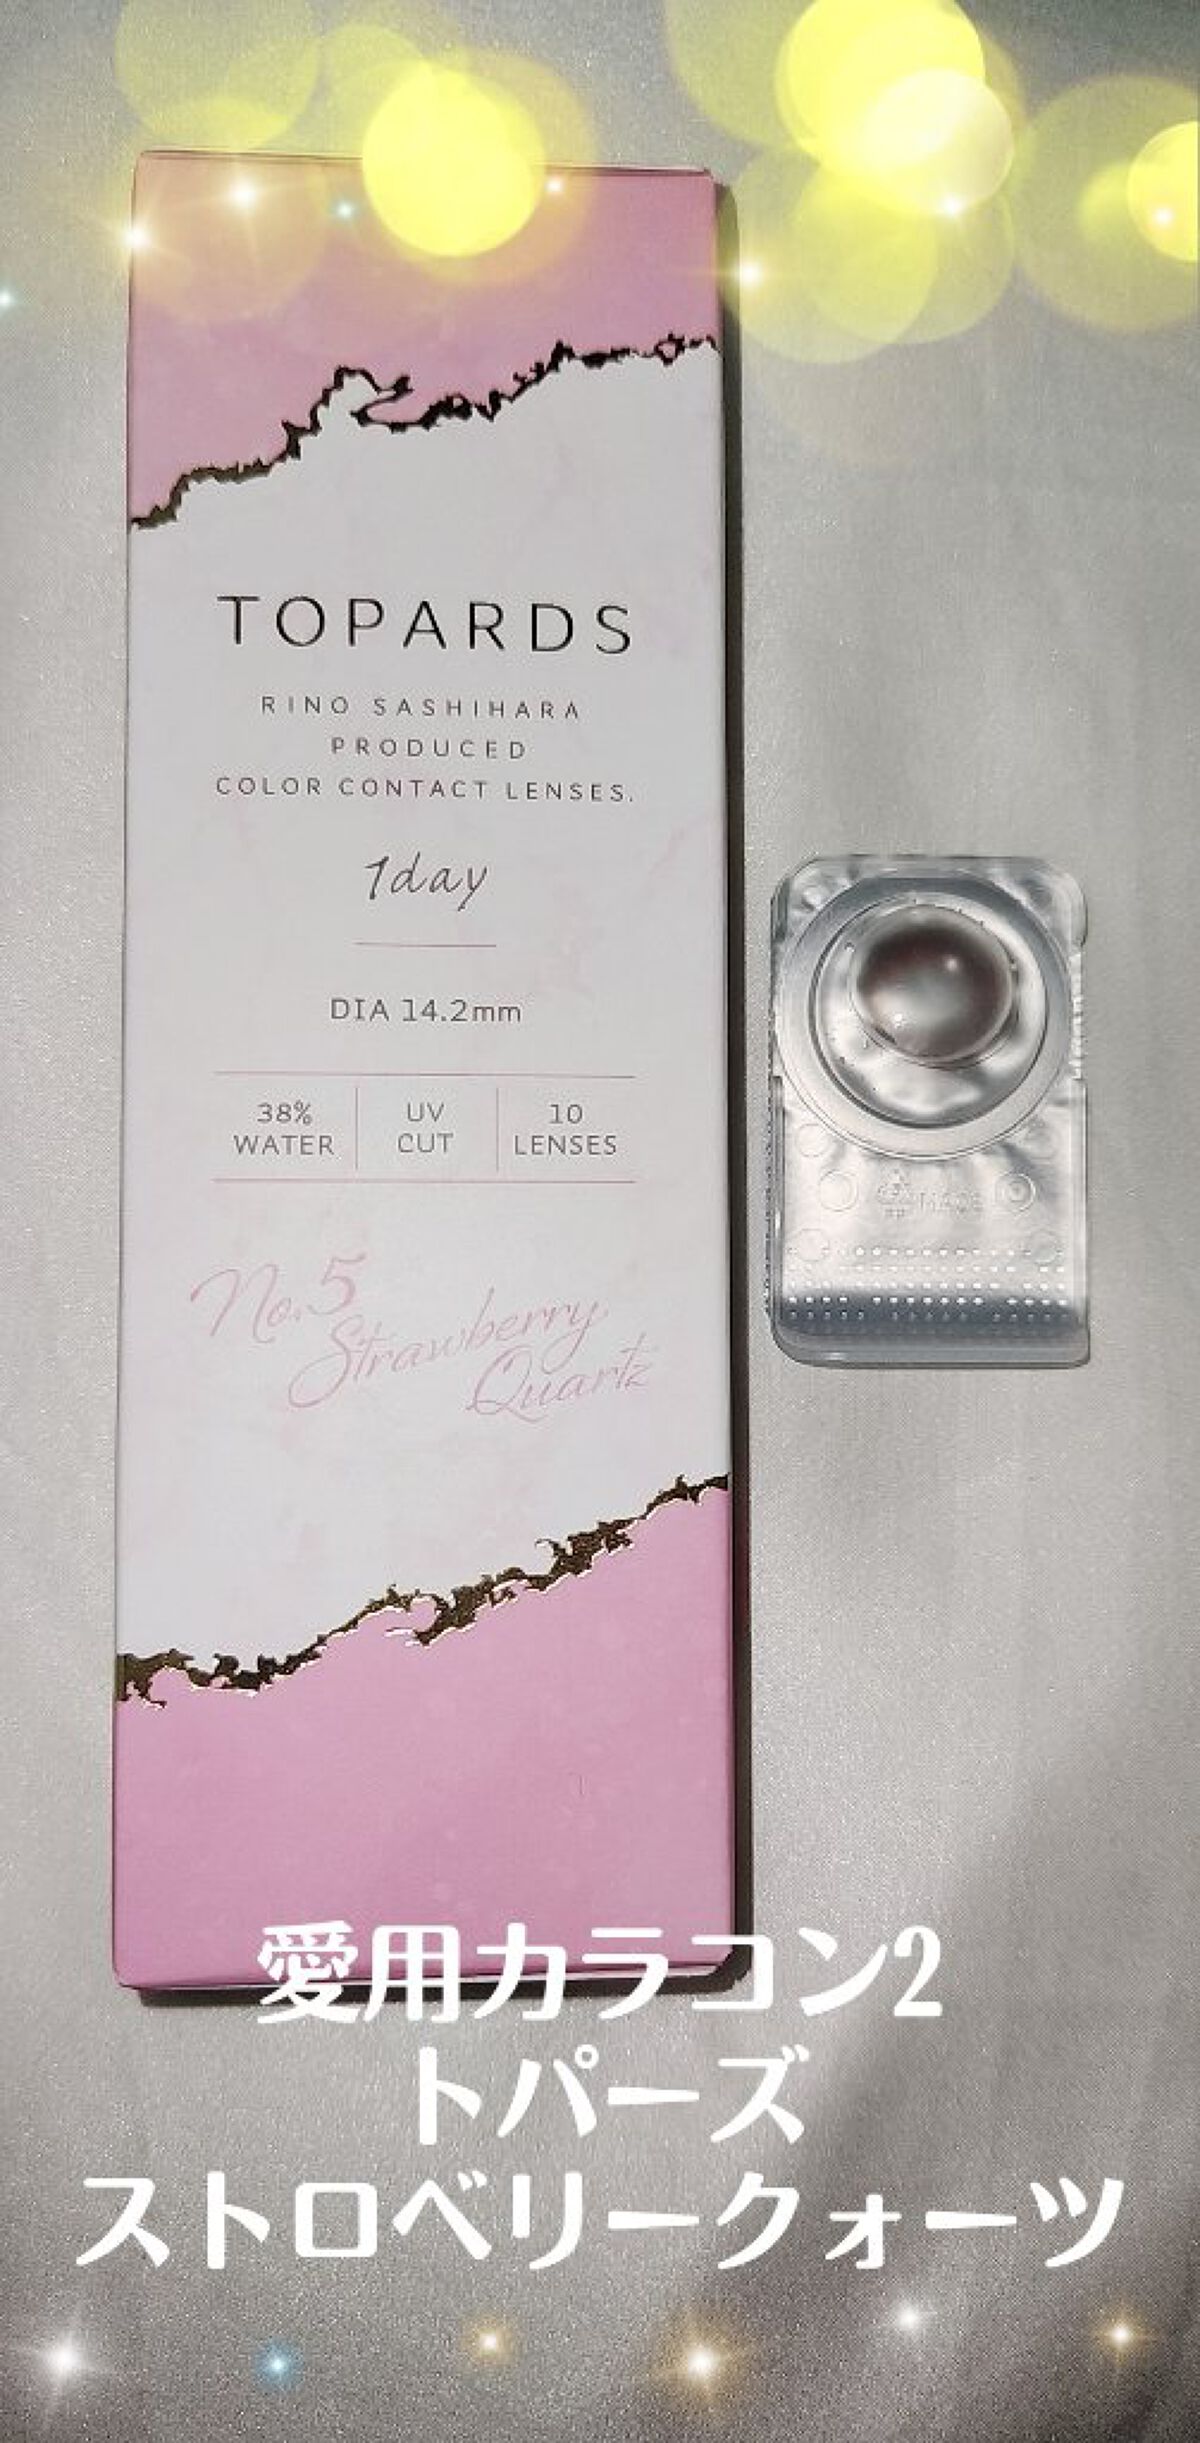 TOPARDS
RINO SASHIHARA
PRODUCED
COLOR CONTACT LENSES.
1day
DIA 14.2mm
38%
WATER
UV
CUT
10
LENSES
No.5
Strawberry
Quartz
愛用カラコン2
トパーズ
ストロベリークォーツ